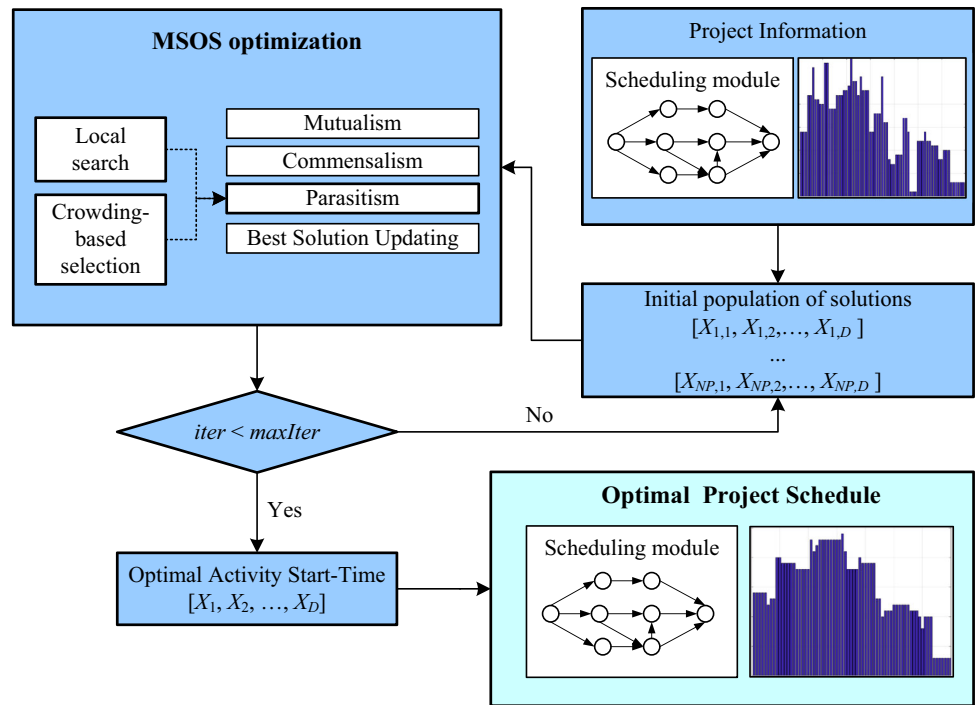 MSOS optimization
Local
search
Crowding-
based
selection
Mutualism
Commensalism
Parasitism
Best Solution Updating
Project Information
Scheduling module
Initial population of solutions
[X1,1, X1,2,…, X1,D ]
...
[XNP,1, XNP,2,…, XNP,D ]
iter < maxIter
No
Yes
Optimal Activity Start-Time
[X1, X2, …, XD]
Optimal Project Schedule
Scheduling module